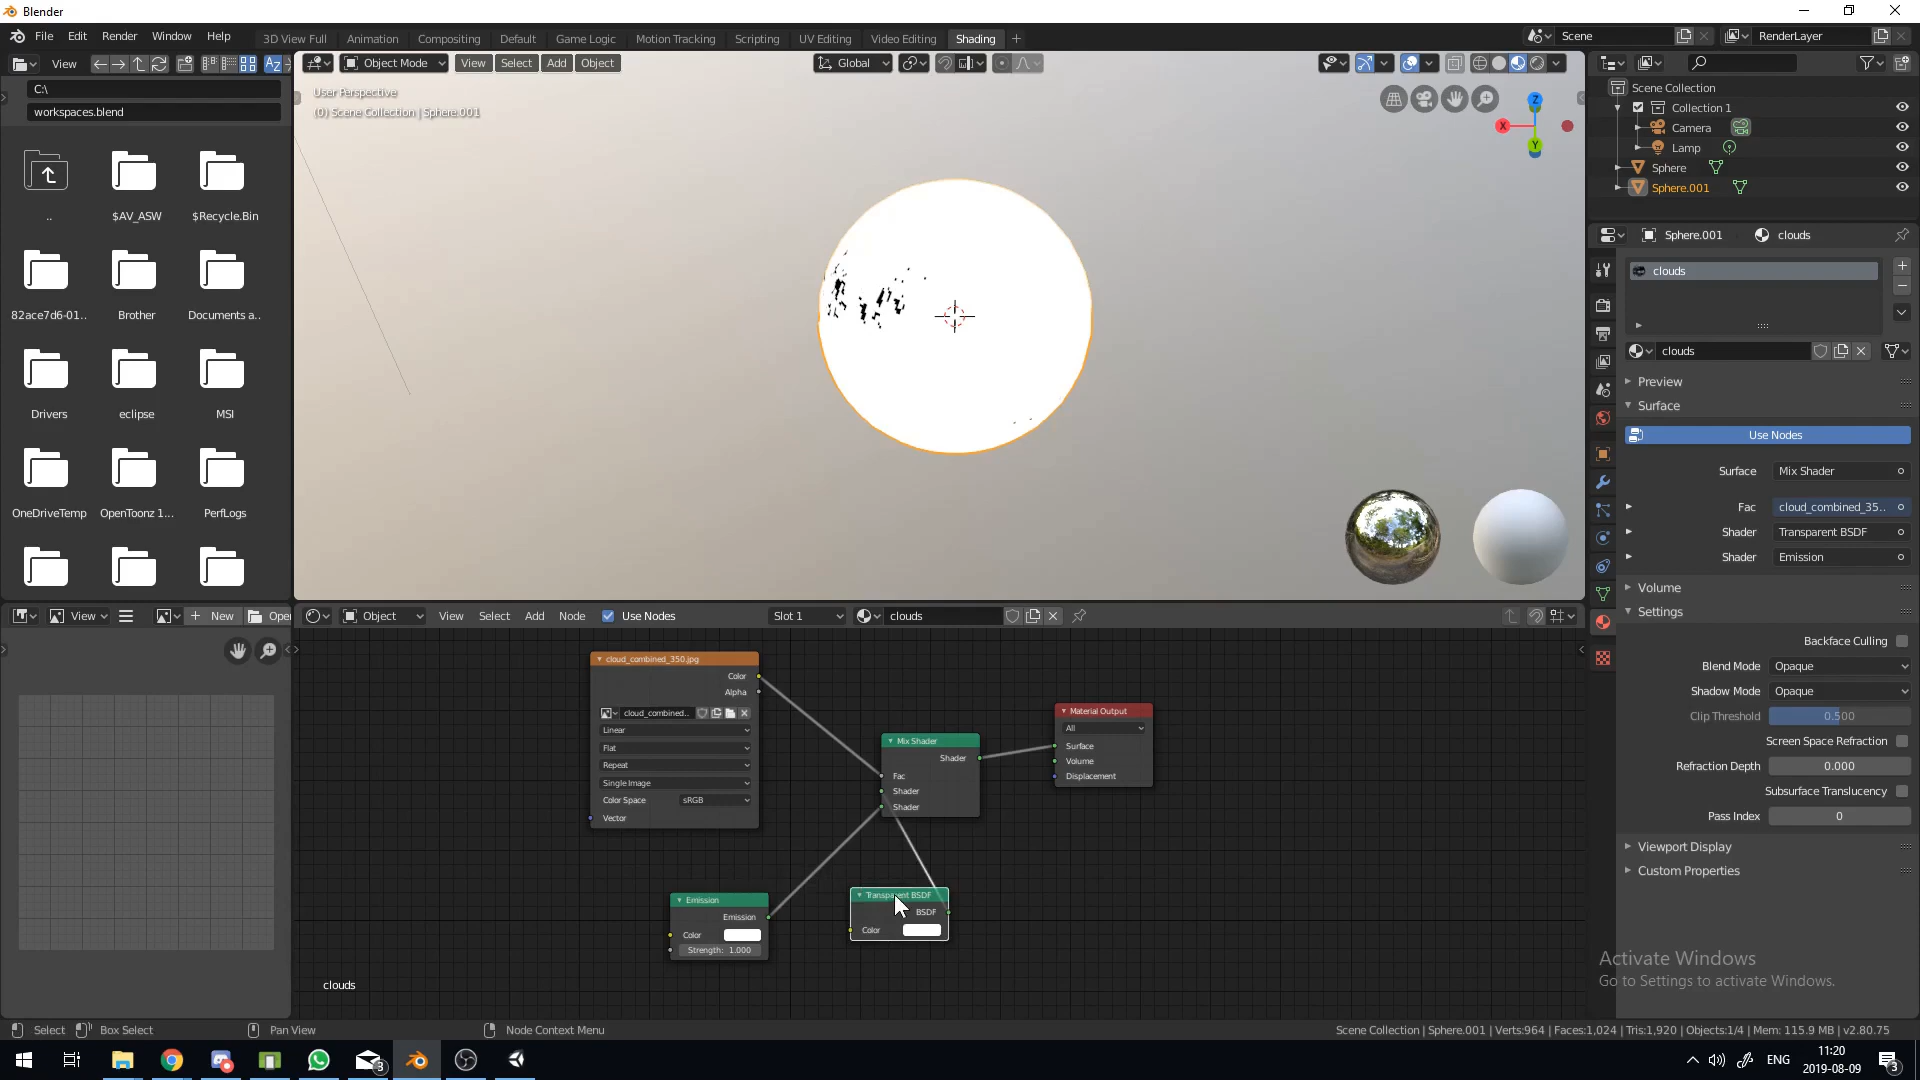 Blender
File Edit Render Window Help
3D View Full Animation Compositing Default Game Logic Motion Tracking Scripting UV Editing Video Editing Shading
Scene RenderLayer
View
Object Mode View Select Add Object Global
C:\
workspaces.blend
User Perspective
(0) Scene Collection | Sphere.001
Z
X
Y
..
$AV_ASW
$Recycle.Bin
82ace7d6-01..
Brother
Documents a..
Drivers
eclipse
MSI
OneDriveTemp
OpenToonz 1...
PerfLogs
Scene Collection
Collection 1
Camera
Lamp
Sphere
Sphere.001
Sphere.001 clouds
clouds
clouds
Preview
Surface
Use Nodes
Surface Mix Shader
Fac cloud_combined_35..
Shader Transparent BSDF
Shader Emission
Volume
Settings
Backface Culling
Blend Mode Opaque
Shadow Mode Opaque
Clip Threshold 0.500
Screen Space Refraction
Refraction Depth 0.000
Subsurface Translucency
Pass Index 0
Viewport Display
Custom Properties
View New Open
Object View Select Add Node Use Nodes Slot 1 clouds
cloud_combined_350.jpg
Color
Alpha
cloud_combined..
Linear
Flat
Repeat
Single Image
Color Space sRGB
Vector
Mix Shader
Shader
Fac
Shader
Shader
Material Output
All
Surface
Volume
Displacement
Emission
Emission
Color
Strength: 1.000
Transparent BSDF
BSDF
Color
clouds
Activate Windows
Go to Settings to activate Windows.
Select Box Select Pan View Node Context Menu
Scene Collection | Sphere.001 | Verts:964 | Faces:1,024 | Tris:1,920 | Objects:1/4 | Mem: 115.9 MB | v2.80.75
3
ENG
11:20
2019-08-09
3